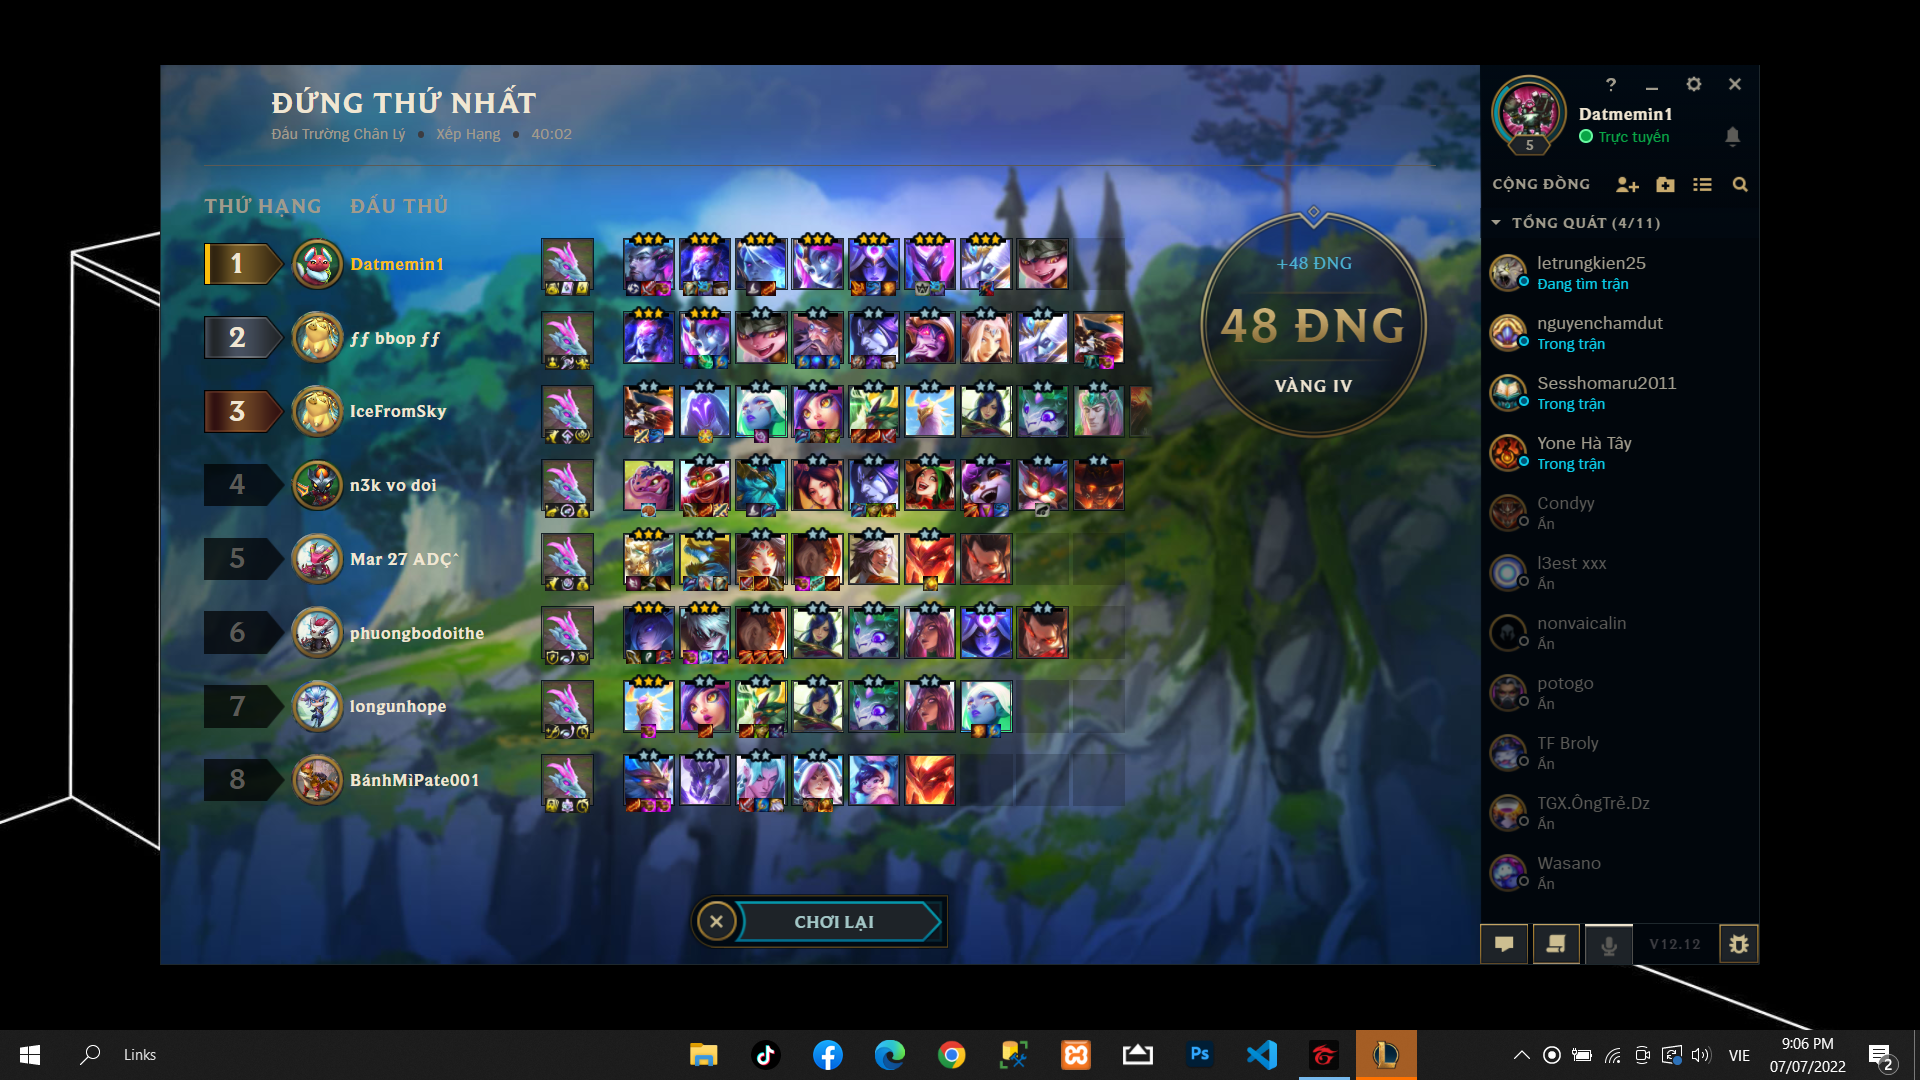 ĐỨNG THỨ NHẤT
Đấu Trường Chân Lý • Xếp Hạng • 40:02
THỨ HẠNG ĐẤU THỦ
1 Datmemin1
2 ƒƒ bbop ƒƒ
3 IceFromSky
4 n3k vo doi
5 Mar 27 ADÇˆ
6 phuongbodoithe
7 longunhope
8 BánhMìPate001
+48 ĐNG
48 ĐNG
VÀNG IV
CHƠI LẠI
?
Datmemin1
Trực tuyến
5
CỘNG ĐỒNG
TỔNG QUÁT (4/11)
letrungkien25
Đang tìm trận
nguyenchamdut
Trong trận
Sesshomaru2011
Trong trận
Yone Hà Tây
Trong trận
Condyy
Ẩn
l3est xxx
Ẩn
nonvaicalin
Ẩn
potogo
Ẩn
TF Broly
Ẩn
TGX.ÔngTrẻ.Dz
Ẩn
Wasano
Ẩn
V12.12
Links
Ps
VIE
9:06 PM
07/07/2022
2